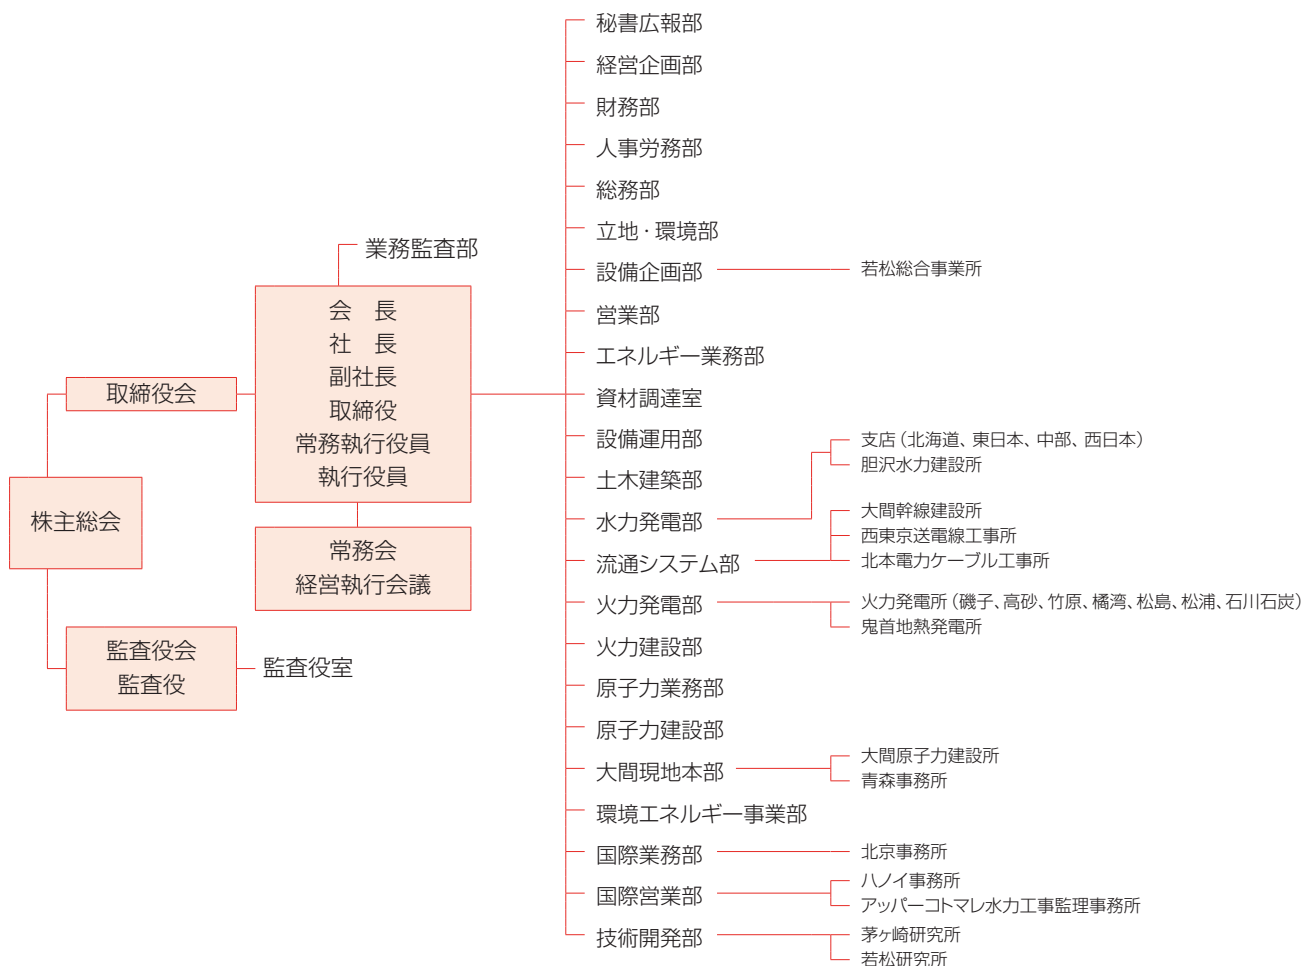 株主総会
取締役会
監査役会
監査役
監査役室
業務監査部
会　長
社　長
副社長
取締役
常務執行役員
執行役員
常務会
経営執行会議
秘書広報部
経営企画部
財務部
人事労務部
総務部
立地・環境部
設備企画部
若松総合事業所
営業部
エネルギー業務部
資材調達室
設備運用部
土木建築部
水力発電部
支店（北海道、東日本、中部、西日本）
胆沢水力建設所
流通システム部
大間幹線建設所
西東京送電線工事所
北本電力ケーブル工事所
火力発電部
火力発電所（磯子、高砂、竹原、橘湾、松島、松浦、石川石炭）
鬼首地熱発電所
火力建設部
原子力業務部
原子力建設部
大間現地本部
大間原子力建設所
青森事務所
環境エネルギー事業部
国際業務部
北京事務所
国際営業部
ハノイ事務所
アッパーコトマレ水力工事監理事務所
技術開発部
茅ヶ崎研究所
若松研究所